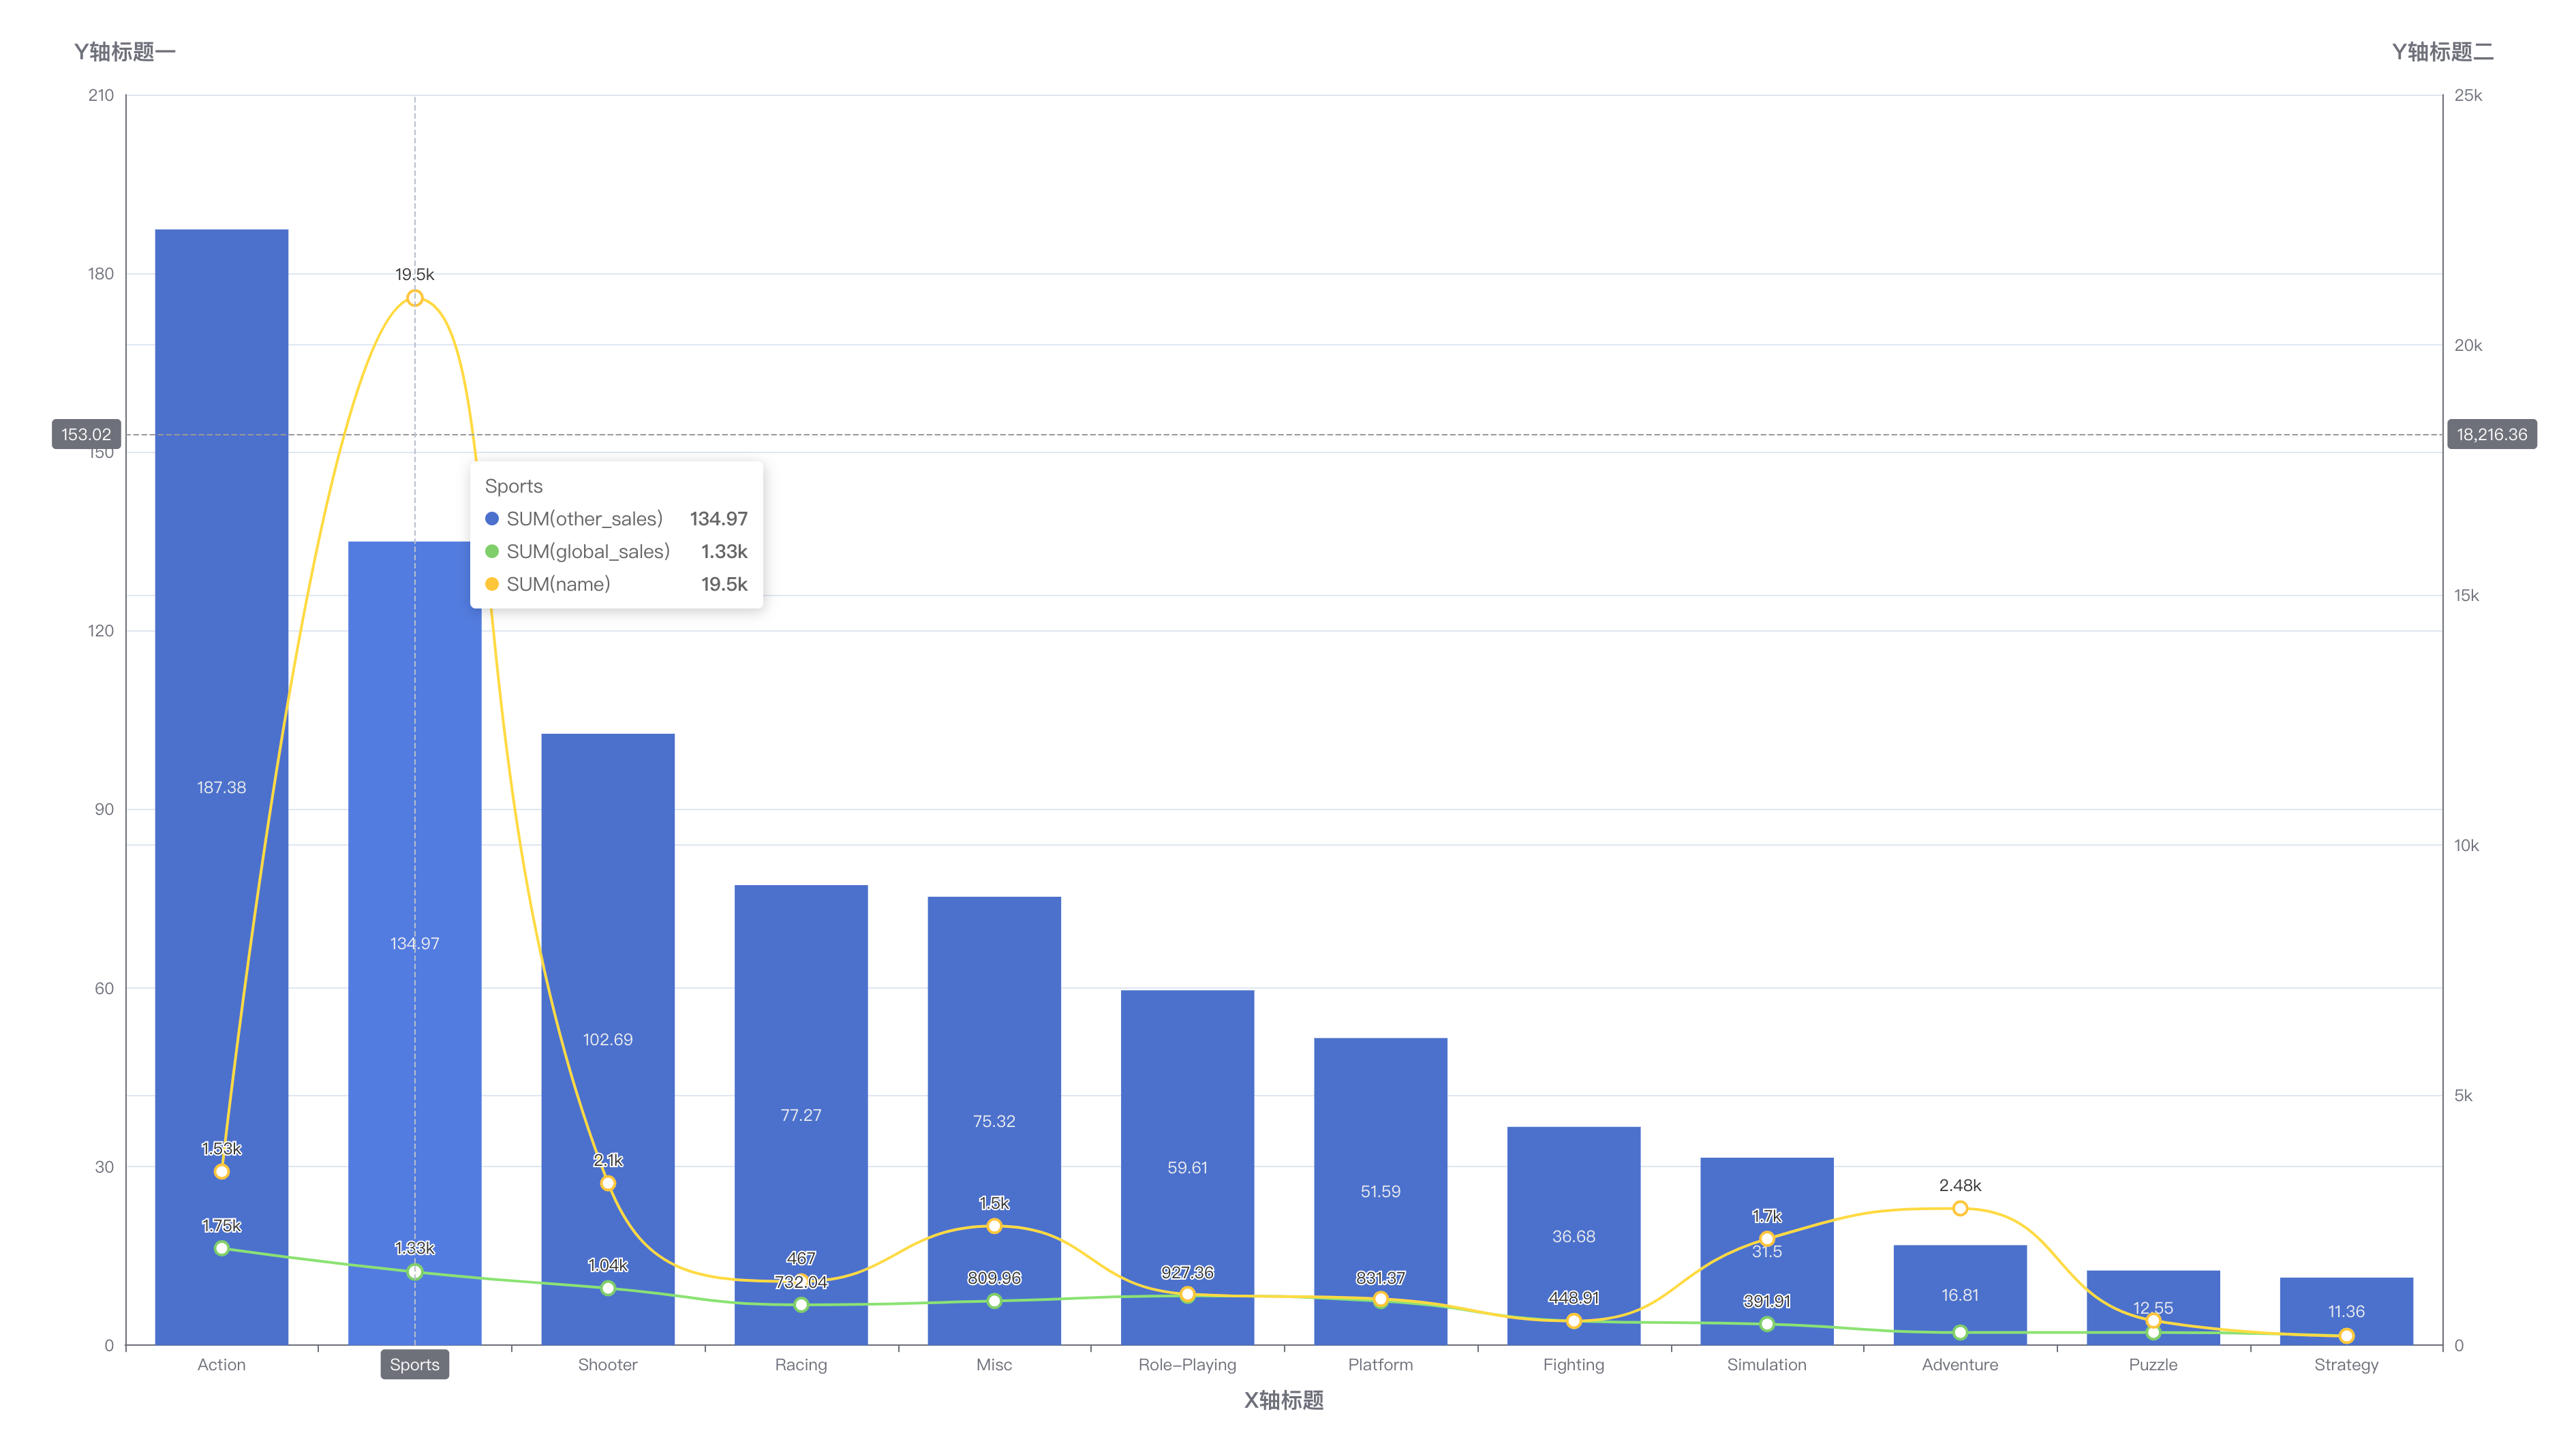 Y轴标题一
Y轴标题二
210
180
153.02
150
120
90
60
30
0
25k
20k
18,216.36
15k
10k
5k
0
19.5k
Sports
SUM(other_sales) 134.97
SUM(global_sales) 1.33k
SUM(name) 19.5k
187.38
134.97
102.69
77.27
75.32
59.61
51.59
36.68
31.5
16.81
12.55
11.36
1.53k
2.1k
467
1.5k
1.7k
2.48k
1.75k
1.33k
1.04k
732.04
809.96
927.36
831.37
448.91
391.91
Action
Sports
Shooter
Racing
Misc
Role-Playing
Platform
Fighting
Simulation
Adventure
Puzzle
Strategy
X轴标题